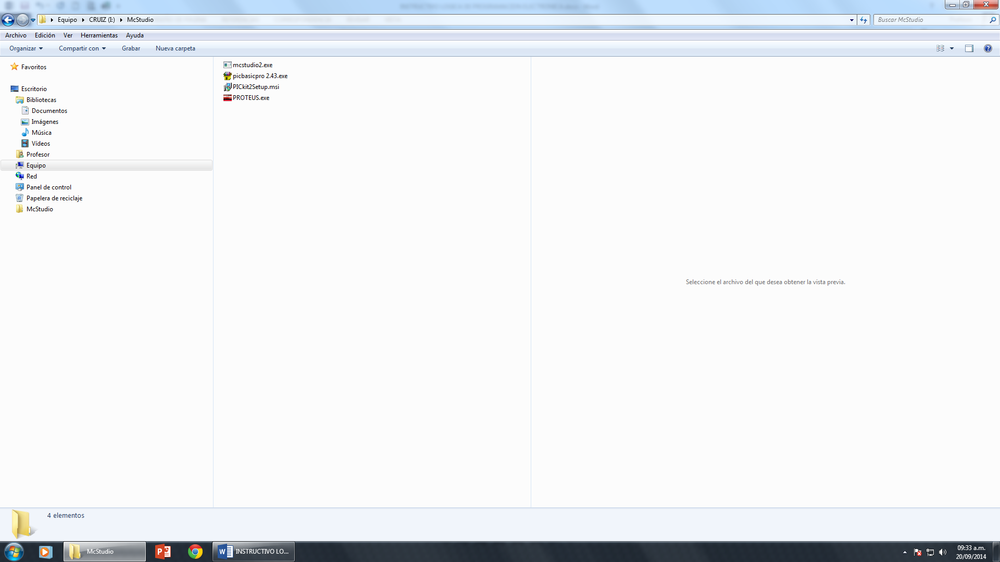 Equipo CRUIZ (I:) McStudio
Buscar McStudio
Archivo Edición Ver Herramientas Ayuda
Organizar Compartir con Grabar Nueva carpeta
Favoritos
Escritorio
Bibliotecas
Documentos
Imágenes
Música
Vídeos
Profesor
Equipo
Red
Panel de control
Papelera de reciclaje
McStudio
mcstudio2.exe
picbasicpro 2.43.exe
PICkit2Setup.msi
PROTEUS.exe
Seleccione el archivo del que desea obtener la vista previa.
4 elementos
McStudio
INSTRUCTIVO LO...
09:33 a.m.
20/09/2014